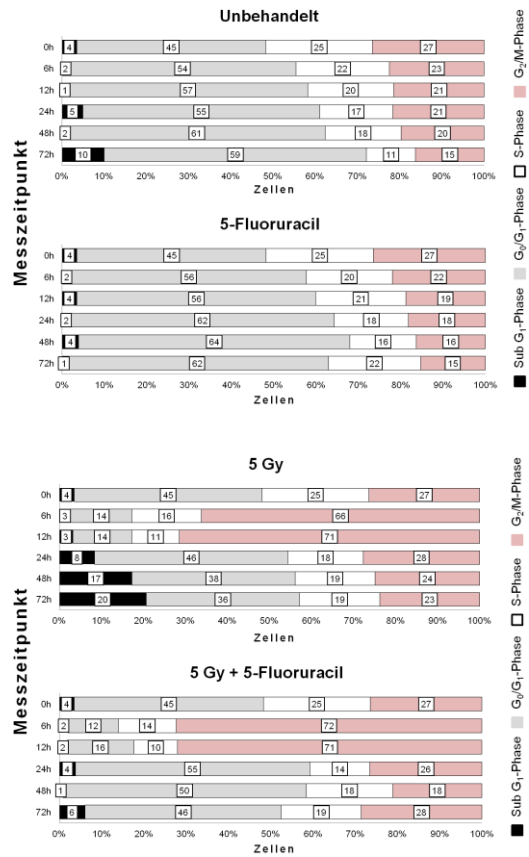 Unbehandelt
0h 4 45 25 27
6h 2 54 22 23
12h 1 57 20 21
24h 5 55 17 21
48h 2 61 18 20
72h 10 59 11 15
0% 10% 20% 30% 40% 50% 60% 70% 80% 90% 100%
Zellen
5-Fluoruracil
0h 4 45 25 27
6h 2 56 20 22
12h 4 56 21 19
24h 2 62 18 18
48h 4 64 16 16
72h 1 62 22 15
0% 10% 20% 30% 40% 50% 60% 70% 80% 90% 100%
Zellen
Messzeitpunkt
Sub G₁-Phase G₀/G₁-Phase S-Phase G₂/M-Phase
5 Gy
0h 4 45 25 27
6h 3 14 16 66
12h 3 14 11 71
24h 8 46 18 28
48h 17 38 19 24
72h 20 36 19 23
0% 10% 20% 30% 40% 50% 60% 70% 80% 90% 100%
Zellen
5 Gy + 5-Fluoruracil
0h 4 45 25 27
6h 2 12 14 72
12h 2 16 10 71
24h 4 55 14 26
48h 1 50 18 18
72h 6 46 19 28
0% 10% 20% 30% 40% 50% 60% 70% 80% 90% 100%
Zellen
Messzeitpunkt
Sub G₁-Phase G₀/G₁-Phase S-Phase G₂/M-Phase